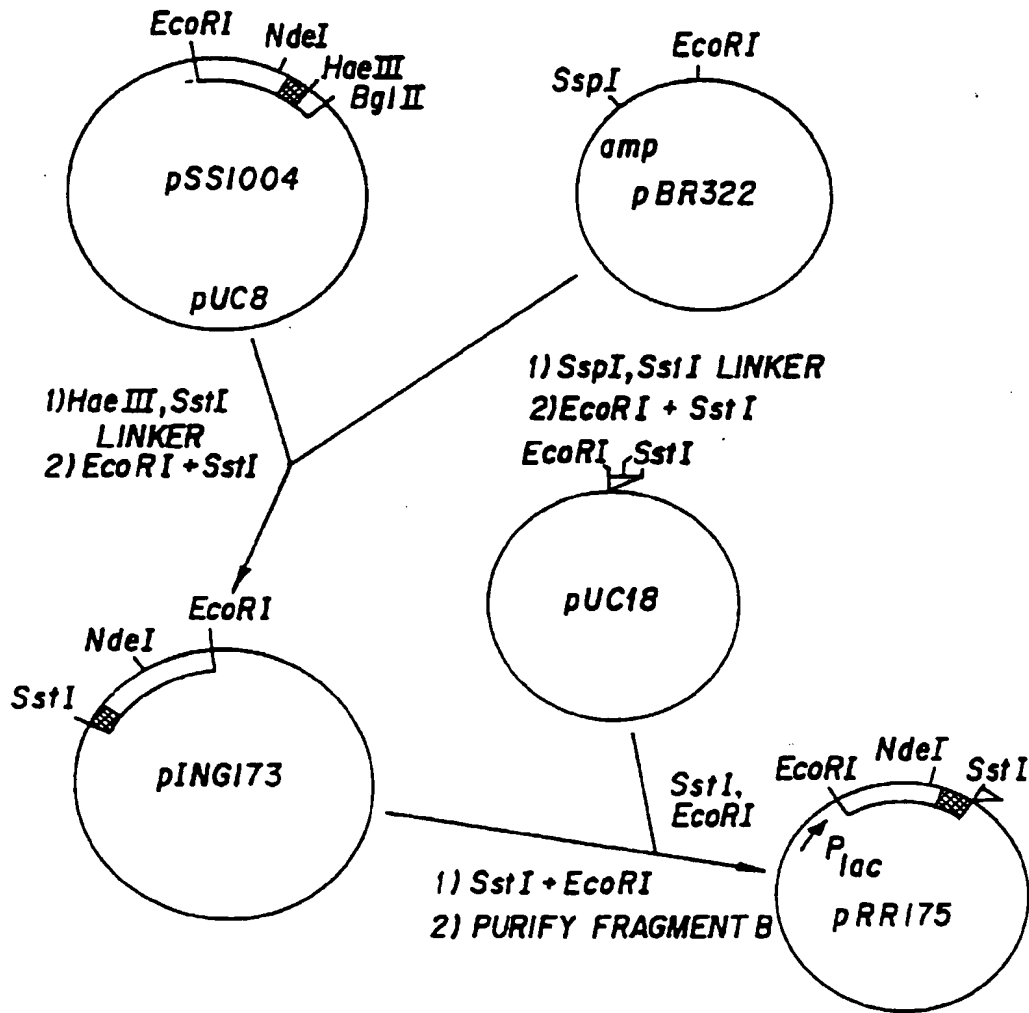 EcoRI
NdeI
HaeIII
BglII
pSS1004
pUC8
EcoRI
SspI
amp
pBR322
1) HaeIII, SstI
LINKER
2) EcoRI + SstI
1) SspI, SstI LINKER
2) EcoRI + SstI
EcoRI
SstI
pUC18
EcoRI
NdeI
SstI
pING173
SstI,
EcoRI
1) SstI + EcoRI
2) PURIFY FRAGMENT B
EcoRI
NdeI
SstI
Plac
pRR175